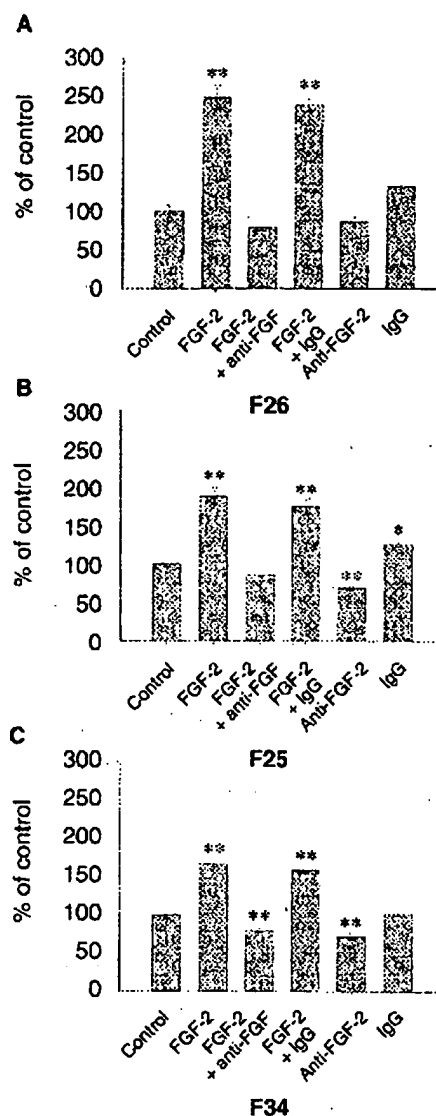 A
% of control
300
250
200
150
100
50
0
**
**
Control
FGF-2
FGF-2
+ anti-FGF
FGF-2
+ IgG
Anti-FGF-2
IgG
F26
B
% of control
300
250
200
150
100
50
0
**
**
**
*
Control
FGF-2
FGF-2
+ anti-FGF
FGF-2
+ IgG
Anti-FGF-2
IgG
F25
C
% of control
300
250
200
150
100
50
0
**
**
**
**
Control
FGF-2
FGF-2
+ anti-FGF
FGF-2
+ IgG
Anti-FGF-2
IgG
F34